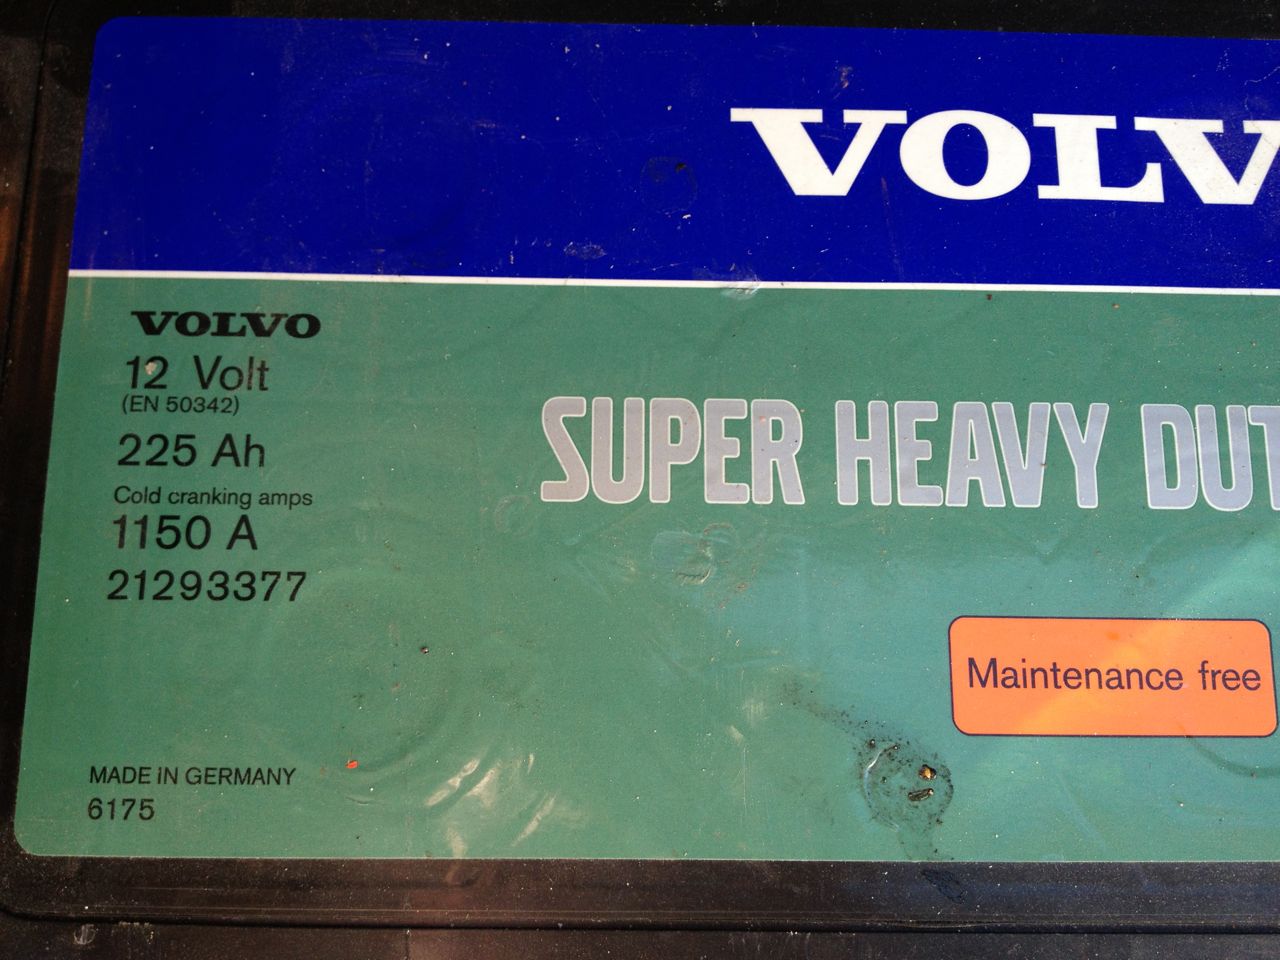 VOLV
VOLVO
12 Volt
(EN 50342)
225 Ah
Cold cranking amps
1150 A
21293377
SUPER HEAVY DUT
Maintenance free
MADE IN GERMANY
6175